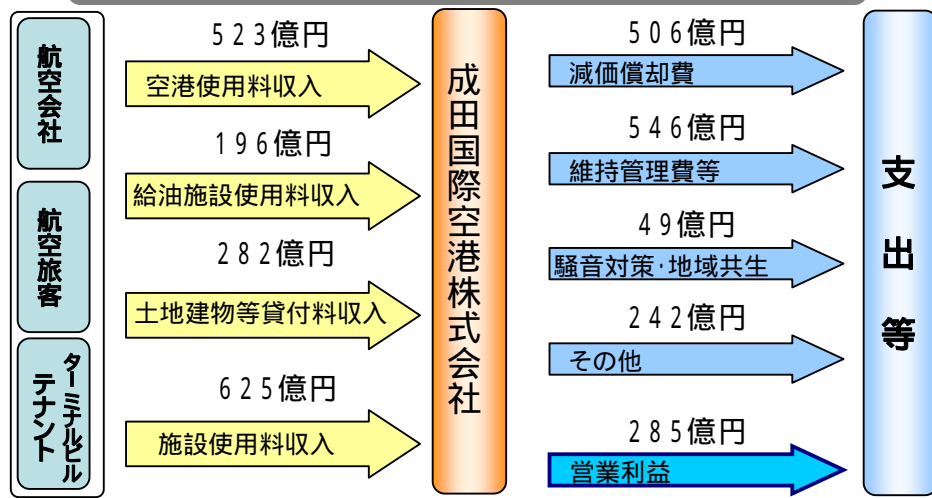 航空会社
航空旅客
ターミナルビル
テナント
523億円
空港使用料収入
196億円
給油施設使用料収入
282億円
土地建物等貸付料収入
625億円
施設使用料収入
成田国際空港株式会社
506億円
減価償却費
546億円
維持管理費等
49億円
騒音対策・地域共生
242億円
その他
285億円
営業利益
支出等